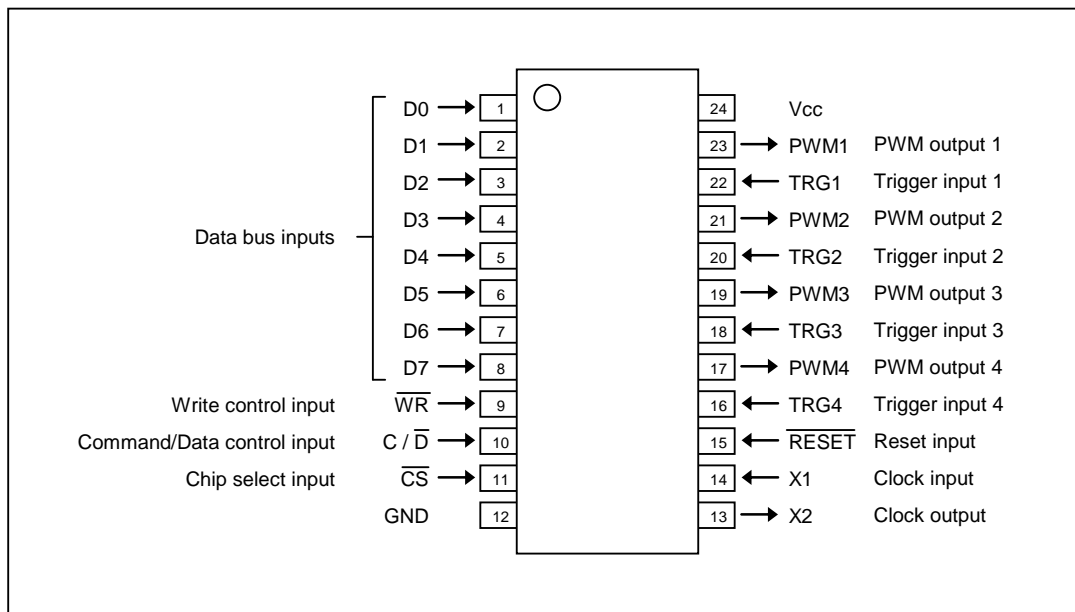 D0 1 24 Vcc
D1 2 23 PWM1 PWM output 1
D2 3 22 TRG1 Trigger input 1
D3 4 21 PWM2 PWM output 2
Data bus inputs
D4 5 20 TRG2 Trigger input 2
D5 6 19 PWM3 PWM output 3
D6 7 18 TRG3 Trigger input 3
D7 8 17 PWM4 PWM output 4
Write control input W̅R̅ 9 16 TRG4 Trigger input 4
Command/Data control input C / D̅ 10 15 R̅E̅S̅E̅T̅ Reset input
Chip select input C̅S̅ 11 14 X1 Clock input
GND 12 13 X2 Clock output